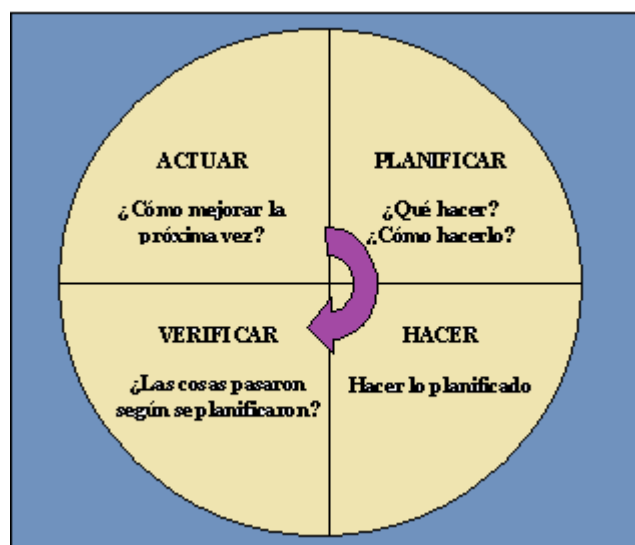 ACTUAR
¿Cómo mejorar la
próxima vez?
PLANIFICAR
¿Qué hacer?
¿Cómo hacerlo?
VERIFICAR
¿Las cosas pasaron
según se planificaron?
HACER
Hacer lo planificado